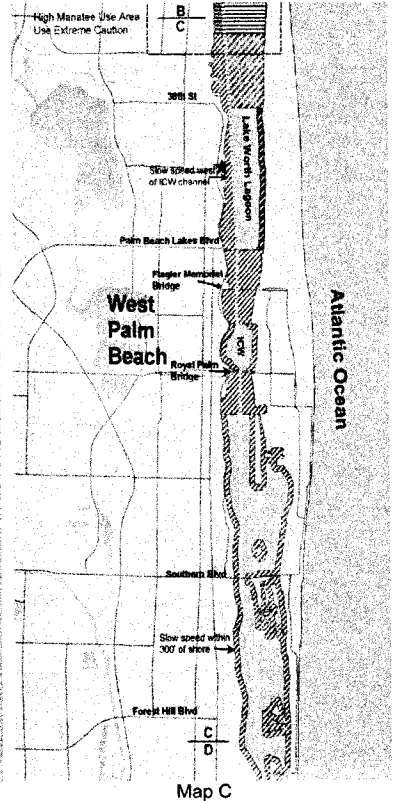 B
C
High Manatee Use Area
Use Extreme Caution
36th St
Lake Worth Lagoon
Slow speed west
of ICW channel
Palm Beach Lakes Blvd
Flagler Memorial
Bridge
West
Palm
Beach
ICW
Atlantic Ocean
Royal Palm
Bridge
Southern Blvd
Slow speed within
300' of shore
Forest Hill Blvd
C
D
Map C